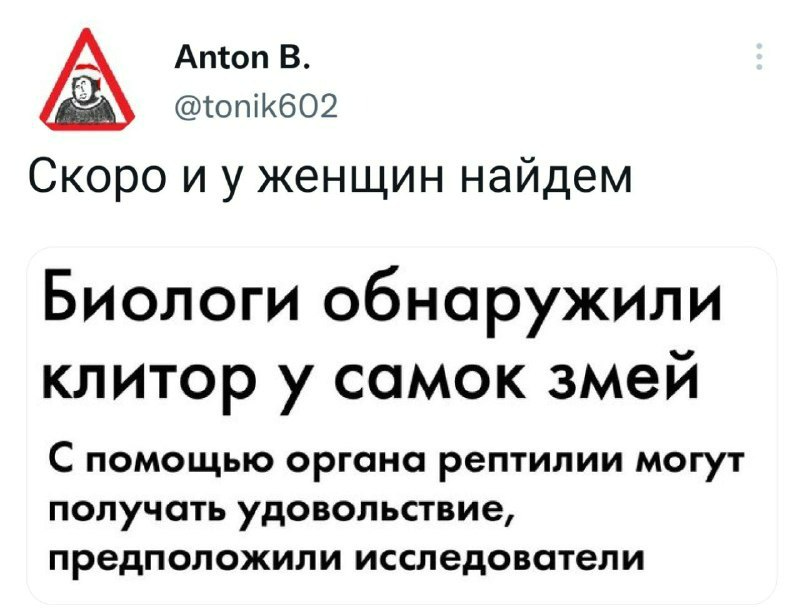 Anton B.
@tonik602
Скоро и у женщин найдем
Биологи обнаружили
клитор у самок змей
С помощью органа рептилии могут
получать удовольствие,
предположили исследователи